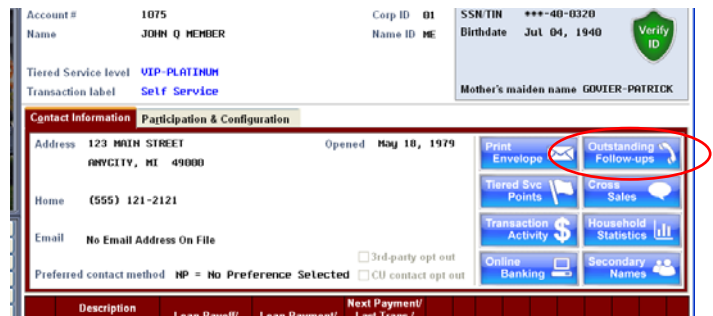 Account # 1075 Corp ID 01 SSN/TIN ***-40-0320
Name JOHN Q MEMBER Name ID ME Birthdate Jul 04, 1940 Verify ID
Tiered Service level VIP-PLATINUM
Transaction label Self Service Mother's maiden name GOVIER-PATRICK
Contact Information Participation & Configuration
Address 123 MAIN STREET Opened May 18, 1979
ANYCITY, MI 49000
Print Envelope Outstanding Follow-ups
Home (555) 121-2121
Tiered Svc Points Cross Sales
Email No Email Address On File
Transaction Activity Household Statistics
3rd-party opt out
Preferred contact method NP = No Preference Selected CU contact opt out
Online Banking Secondary Names
Next Payment/
Description Loan Payoff/ Loan Payment/ Last Trans /